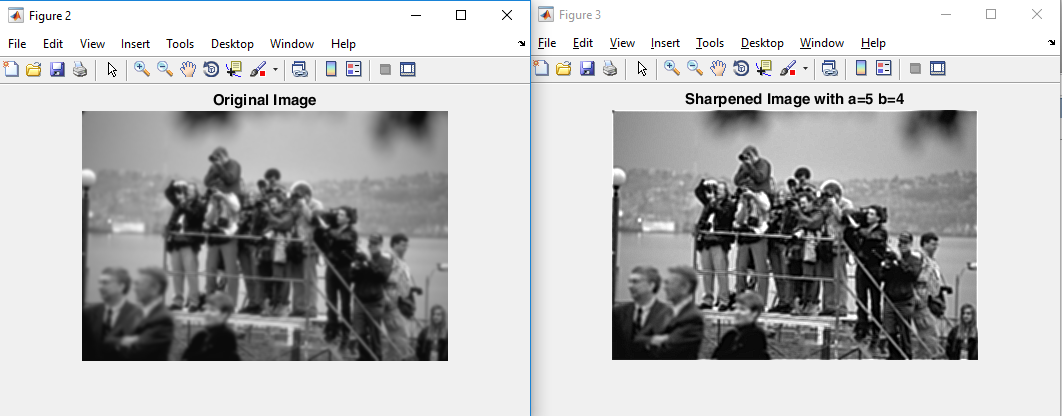 Figure 2
File Edit View Insert Tools Desktop Window Help
Original Image
Figure 3
File Edit View Insert Tools Desktop Window Help
Sharpened Image with a=5 b=4